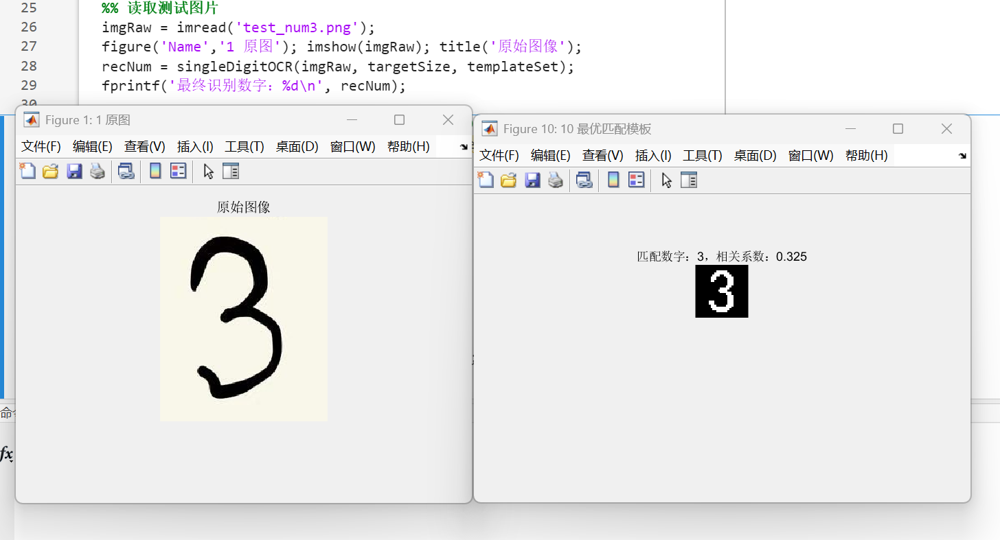 25 %% 读取测试图片
26 imgRaw = imread('test_num3.png');
27 figure('Name','1 原图'); imshow(imgRaw); title('原始图像');
28 recNum = singleDigitOCR(imgRaw, targetSize, templateSet);
29 fprintf('最终识别数字: %d\n', recNum);
30
Figure 1: 1 原图
文件(F) 编辑(E) 查看(V) 插入(I) 工具(T) 桌面(D) 窗口(W) 帮助(H)
原始图像
3
Figure 10: 10 最优匹配模板
文件(F) 编辑(E) 查看(V) 插入(I) 工具(T) 桌面(D) 窗口(W) 帮助(H)
匹配数字：3，相关系数：0.325
3
fx